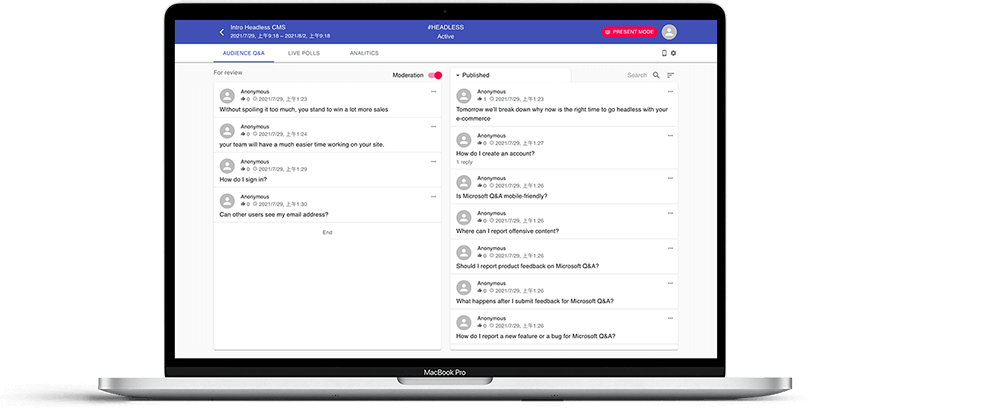 Intro Headless CMS
2021/7/29, 上午9:18 – 2021/8/2, 上午9:18
#HEADLESS
Active
PRESENT MODE
AUDIENCE Q&A
LIVE POLLS
ANALITICS
For review
Moderation
Anonymous
0 2021/7/29, 上午1:23
Without spoiling it too much, you stand to win a lot more sales
Anonymous
0 2021/7/29, 上午1:24
your team will have a much easier time working on your site.
Anonymous
0 2021/7/29, 上午1:29
How do I sign in?
Anonymous
0 2021/7/29, 上午1:30
Can other users see my email address?
End
Published
Search
Anonymous
1 2021/7/29, 上午1:23
Tomorrow we'll break down why now is the right time to go headless with your
e-commerce
Anonymous
0 2021/7/29, 上午1:27
How do I create an account?
1 reply
Anonymous
0 2021/7/29, 上午1:26
Is Microsoft Q&A mobile-friendly?
Anonymous
0 2021/7/29, 上午1:26
Where can I report offensive content?
Anonymous
0 2021/7/29, 上午1:26
Should I report product feedback on Microsoft Q&A?
Anonymous
0 2021/7/29, 上午1:26
What happens after I submit feedback for Microsoft Q&A?
Anonymous
0 2021/7/29, 上午1:26
How do I report a new feature or a bug for Microsoft Q&A?
MacBook Pro